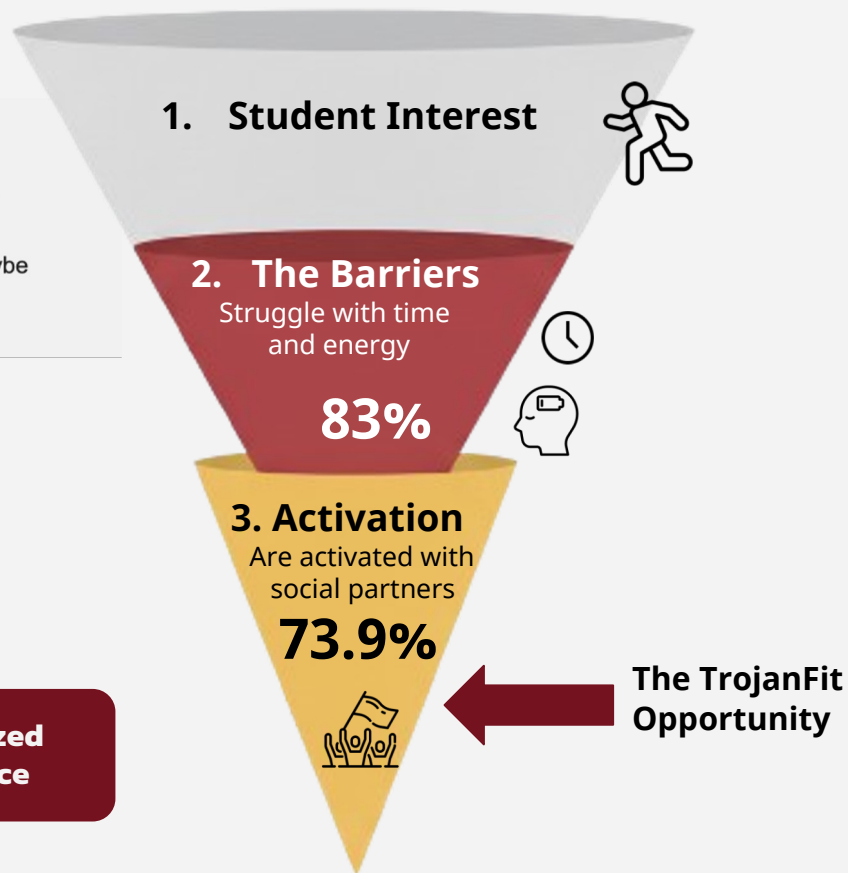 1. Student Interest
2. The Barriers
Struggle with time
and energy
83%
3. Activation
Are activated with
social partners
73.9%
The TrojanFit
Opportunity